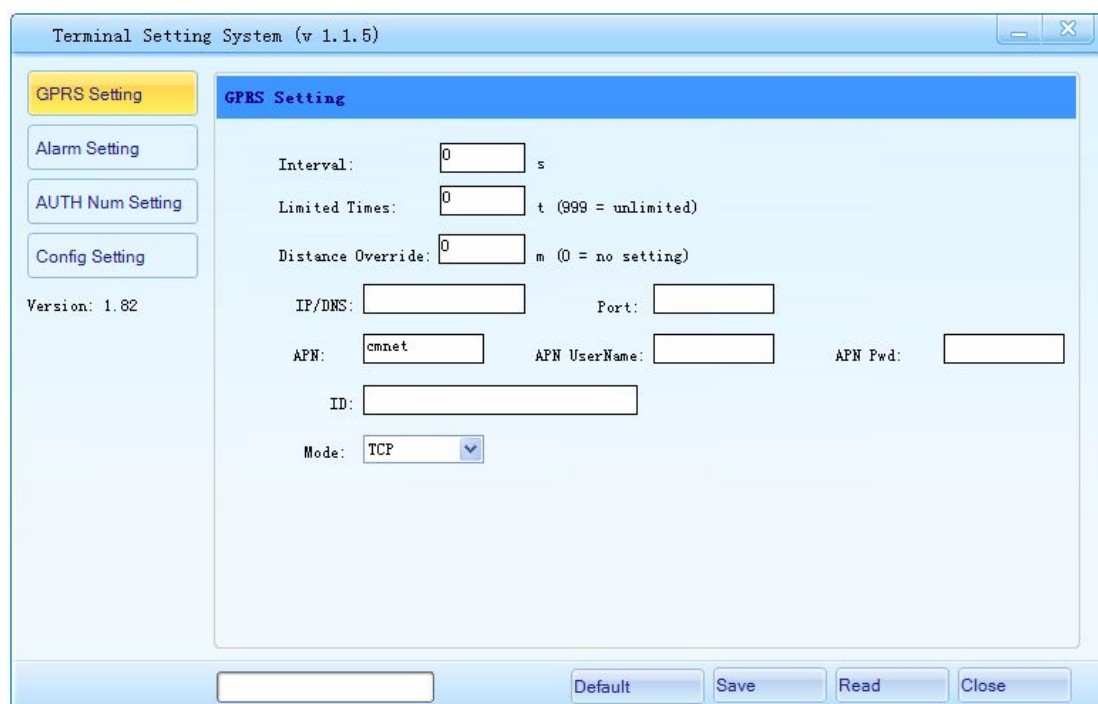 Terminal Setting System (v 1.1.5)
GPRS Setting
Alarm Setting
AUTH Num Setting
Config Setting
Version: 1.82
GPRS Setting
Interval: 0 s
Limited Times: 0 t (999 = unlimited)
Distance Override: 0 m (0 = no setting)
IP/DNS: Port:
APN: cmnet APN UserName: APN Pwd:
ID:
Mode: TCP
Default Save Read Close